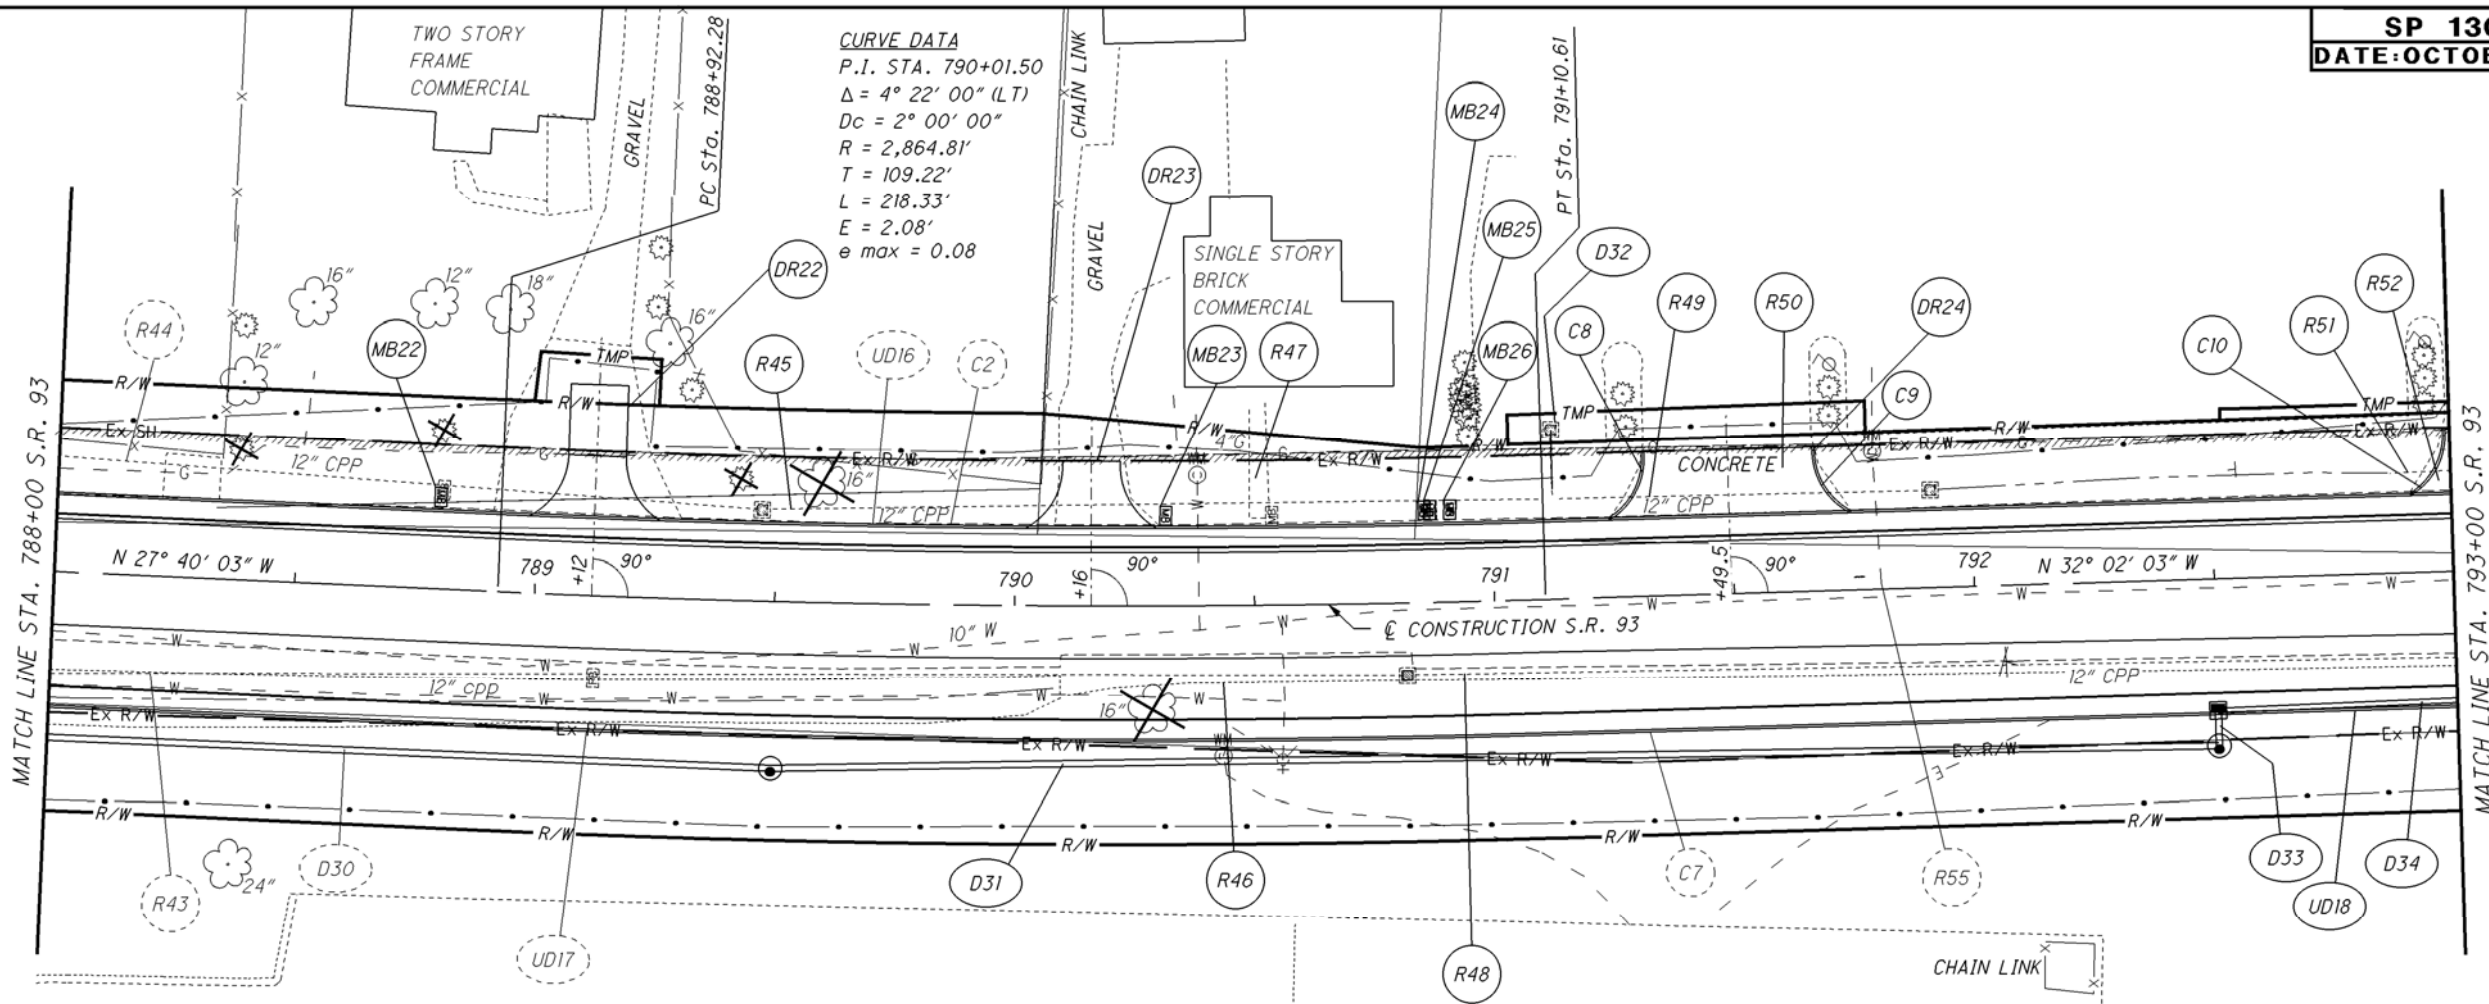 SP 130
DATE:OCTOB
TWO STORY
FRAME
COMMERCIAL
GRAVEL
PC Sta. 788+92.28
CURVE DATA
P.I. STA. 790+01.50
Δ = 4° 22' 00" (LT)
Dc = 2° 00' 00"
R = 2,864.81'
T = 109.22'
L = 218.33'
E = 2.08'
e max = 0.08
CHAIN LINK
GRAVEL
DR23
SINGLE STORY
BRICK
COMMERCIAL
MB24
MB25
PT Sta. 791+10.61
D32
R49
R50
DR24
R52
R51
C10
C8
C9
MB26
R47
MB23
C2
UD16
R45
DR22
MB22
R44
16"
12"
18"
12"
16"
TMP
TMP
TMP
R/W
R/W
R/W
R/W
R/W
Ex SH
Ex R/W
Ex R/W
Ex R/W
Ex R/W
12" CPP
G
G
4"G
G
G
16"
12" CPP
W
CONCRETE
12" CPP
WM
MATCH LINE STA. 788+00 S.R. 93
MATCH LINE STA. 793+00 S.R. 93
N 27° 40' 03" W
789
+12
90°
790
+16
90°
791
+49.5
90°
792
N 32° 02' 03" W
℄ CONSTRUCTION S.R. 93
10" W
W
W
W
W
W
W
W
W
12" cpp
W
W
W
W
W
16"
12" CPP
Ex R/W
Ex R/W
Ex R/W
Ex R/W
Ex R/W
Ex R/W
WM
R/W
R/W
R/W
R/W
R/W
24"
R43
D30
UD17
D31
R46
R48
C7
R55
D33
UD18
D34
CHAIN LINK